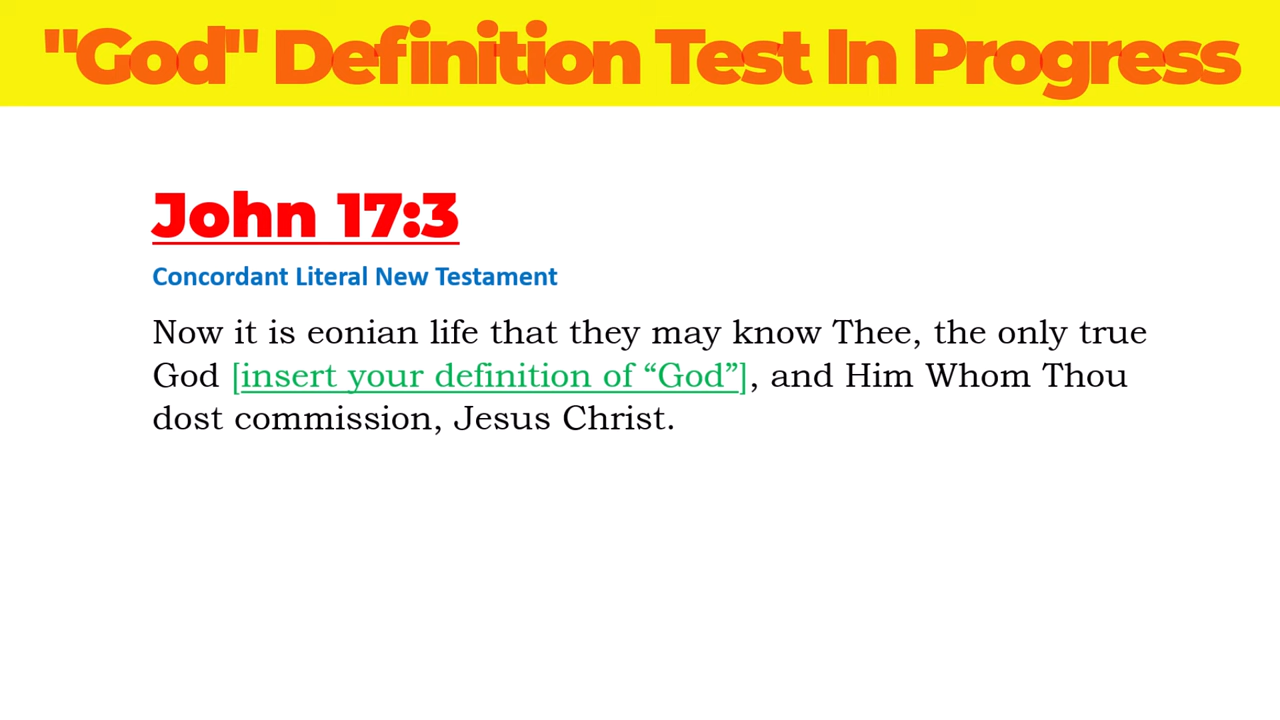 "God" Definition Test In Progress
John 17:3
Concordant Literal New Testament
Now it is eonian life that they may know Thee, the only true
God [insert your definition of “God”], and Him Whom Thou
dost commission, Jesus Christ.